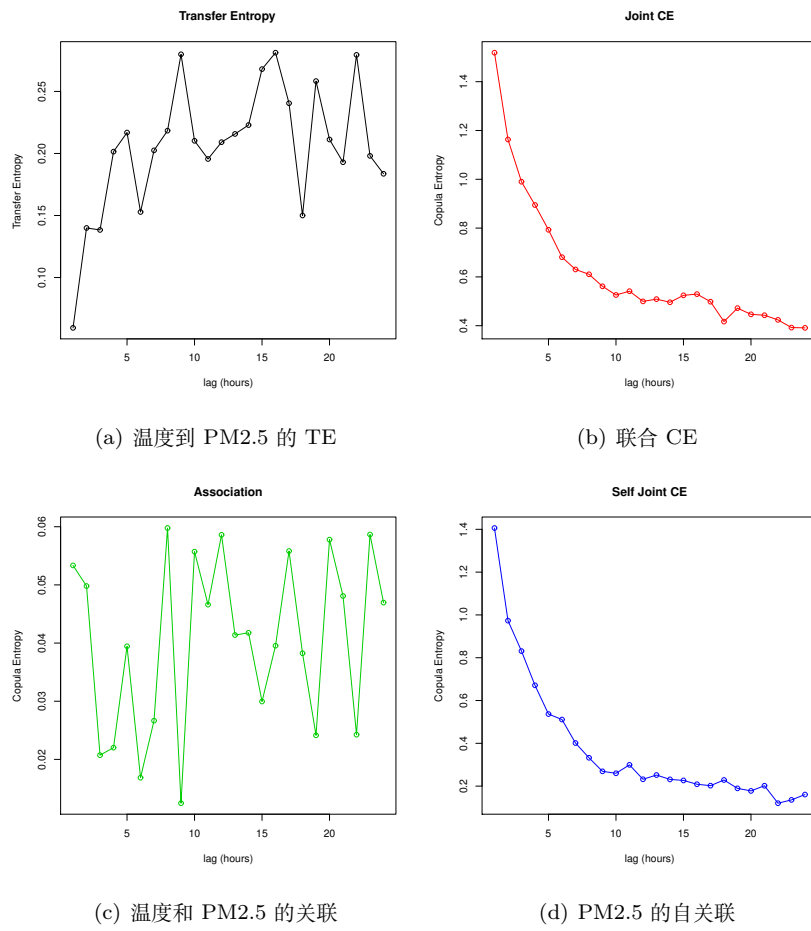 Transfer Entropy
Transfer Entropy
0.10 0.15 0.20 0.25
5 10 15 20
lag (hours)
(a) 温度到 PM2.5 的 TE
Joint CE
Copula Entropy
0.4 0.6 0.8 1.0 1.2 1.4
5 10 15 20
lag (hours)
(b) 联合 CE
Association
Copula Entropy
0.02 0.03 0.04 0.05 0.06
5 10 15 20
lag (hours)
(c) 温度和 PM2.5 的关联
Self Joint CE
Copula Entropy
0.2 0.4 0.6 0.8 1.0 1.2 1.4
5 10 15 20
lag (hours)
(d) PM2.5 的自关联